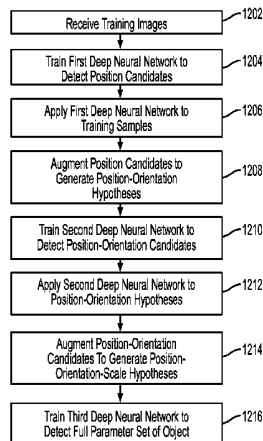 Receive Training Images
1202
Train First Deep Neural Network to
Detect Position Candidates
1204
Apply First Deep Neural Network to
Training Samples
1206
Augment Position Candidates to
Generate Position-Orientation
Hypotheses
1208
Train Second Deep Neural Network to
Detect Position-Orientation Candidates
1210
Apply Second Deep Neural Network to
Position-Orientation Hypotheses
1212
Augment Position-Orientation
Candidates To Generate Position-
Orientation-Scale Hypotheses
1214
Train Third Deep Neural Network to
Detect Full Parameter Set of Object
1216